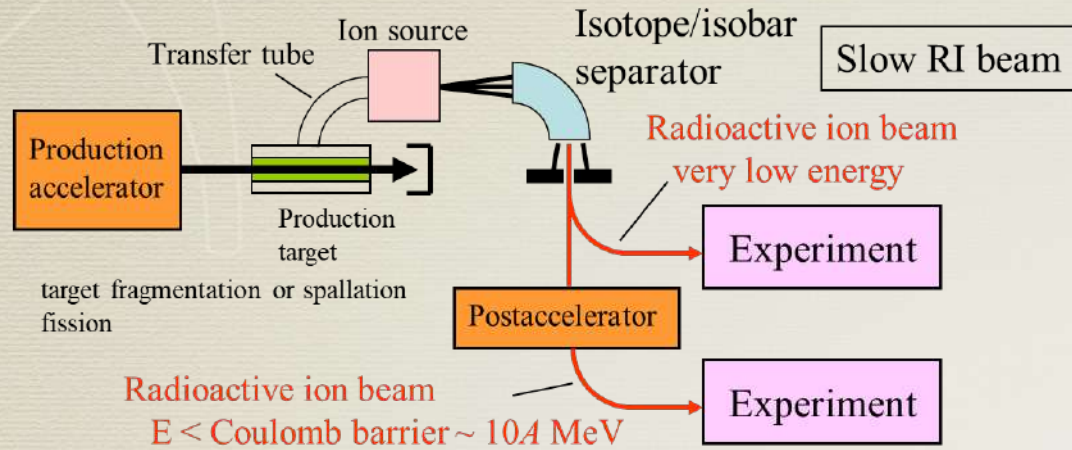 Ion source
Transfer tube
Isotope/isobar
separator
Slow RI beam
Production
accelerator
Radioactive ion beam
very low energy
Production
target
target fragmentation or spallation
fission
Experiment
Postaccelerator
Radioactive ion beam
E < Coulomb barrier ~ 10A MeV
Experiment